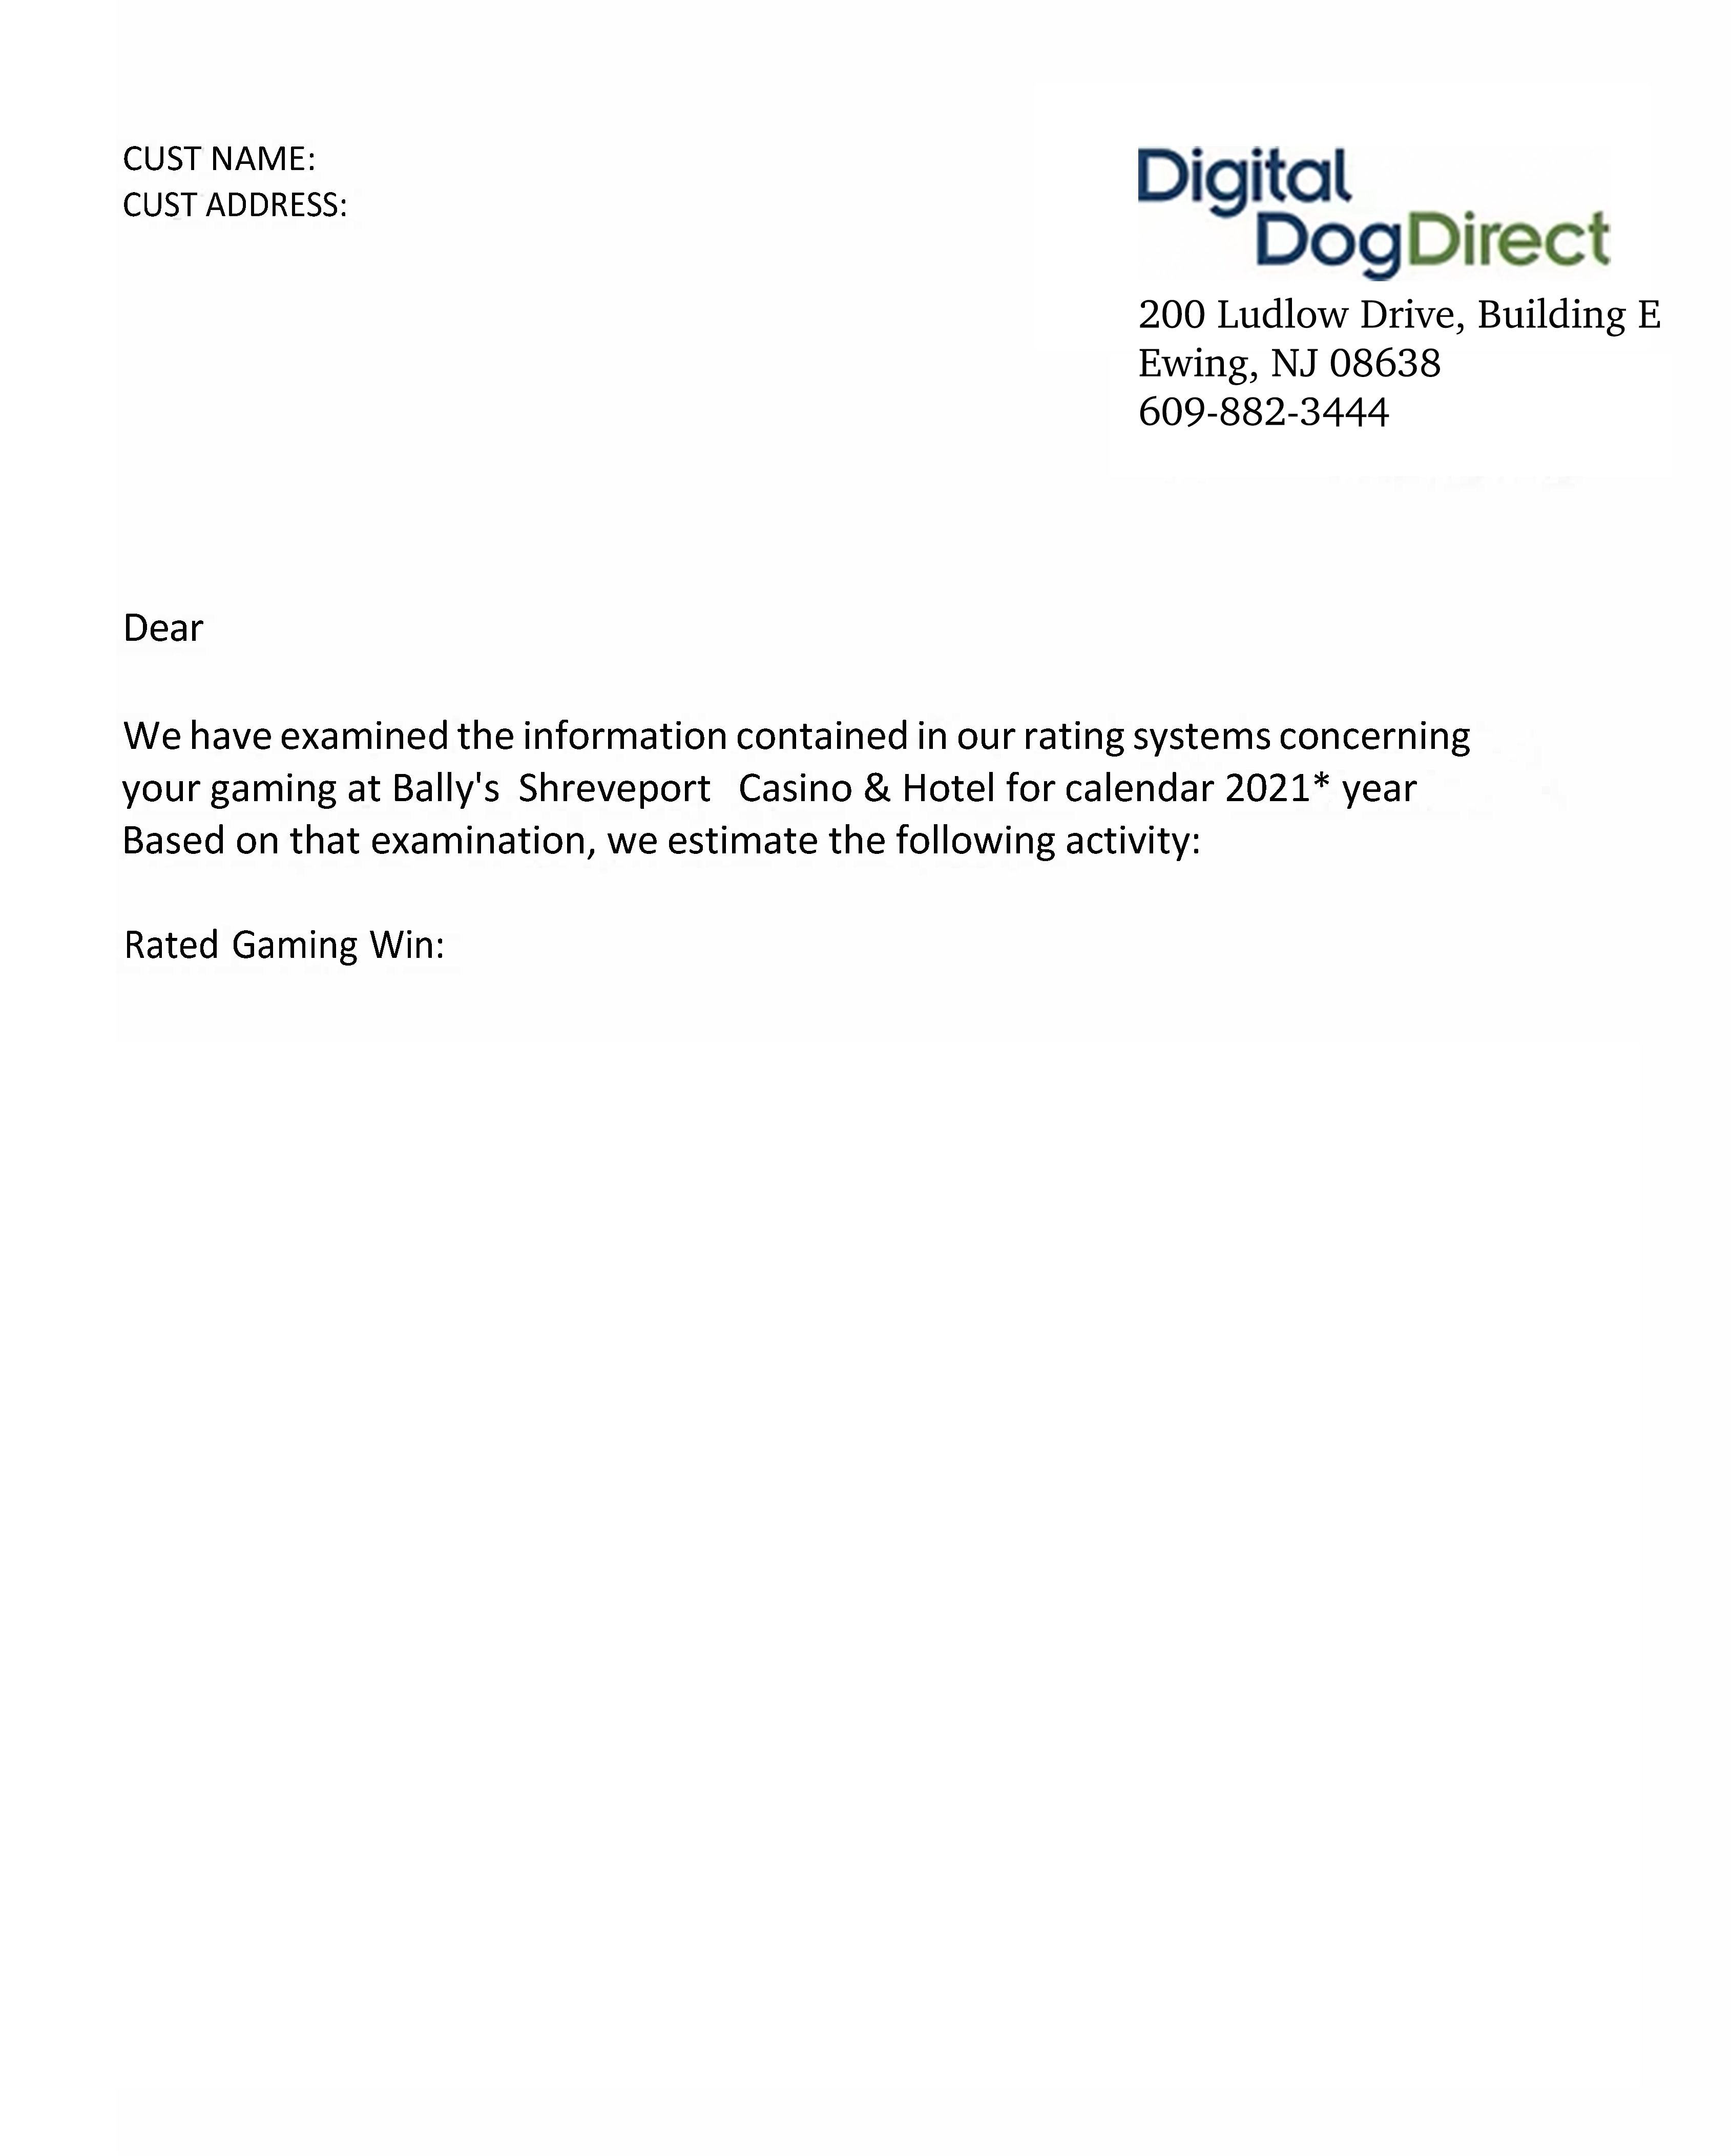 CUST NAME:
CUST ADDRESS:
Digital
DogDirect
200 Ludlow Drive, Building E
Ewing, NJ 08638
609-882-3444
Dear
We have examined the information contained in our rating systems concerning
your gaming at Bally's Shreveport Casino & Hotel for calendar 2021* year
Based on that examination, we estimate the following activity:
Rated Gaming Win: